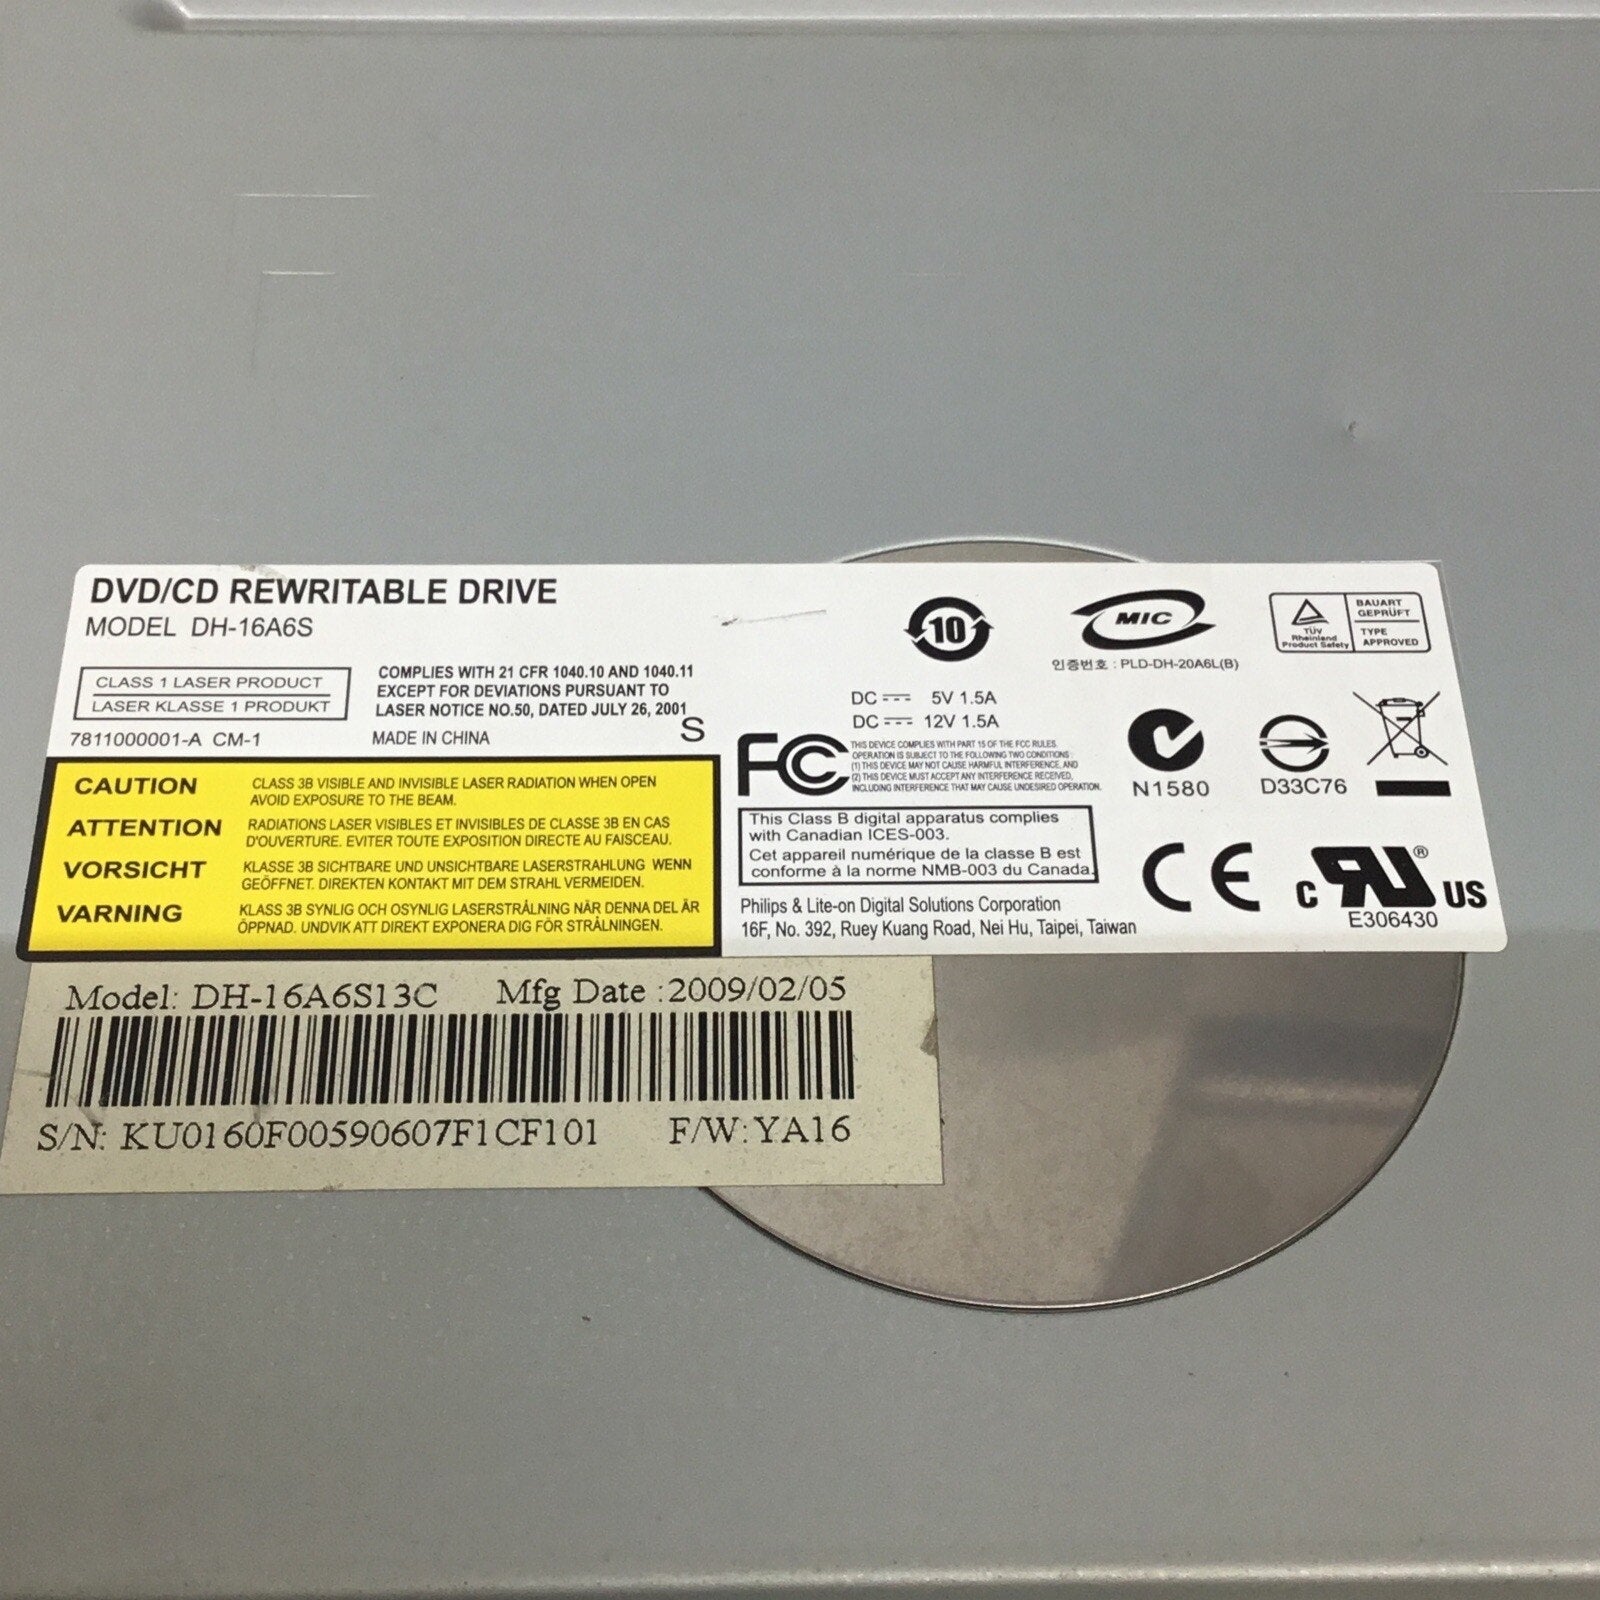 DVD/CD REWRITABLE DRIVE
MODEL DH-16A6S
CLASS 1 LASER PRODUCT
LASER KLASSE 1 PRODUKT
COMPLIES WITH 21 CFR 1040.10 AND 1040.11
EXCEPT FOR DEVIATIONS PURSUANT TO
LASER NOTICE NO.50, DATED JULY 26, 2001
S
7811000001-A CM-1
MADE IN CHINA
CAUTION
CLASS 3B VISIBLE AND INVISIBLE LASER RADIATION WHEN OPEN
AVOID EXPOSURE TO THE BEAM.
ATTENTION
RADIATIONS LASER VISIBLES ET INVISIBLES DE CLASSE 3B EN CAS
D'OUVERTURE. EVITER TOUTE EXPOSITION DIRECTE AU FAISCEAU.
VORSICHT
KLASSE 3B SICHTBARE UND UNSICHTBARE LASERSTRAHLUNG WENN
GEÖFFNET. DIREKTEN KONTAKT MIT DEM STRAHL VERMEIDEN.
VARNING
KLASS 3B SYNLIG OCH OSYNLIG LASERSTRÅLNING NÄR DENNA DEL ÄR
ÖPPNAD. UNDVIK ATT DIREKT EXPONERA DIG FÖR STRÅLNINGEN.
10
MIC
인증번호 : PLD-DH-20A6L(B)
TÜV
Rheinland
Product Safety
BAUART
GEPRÜFT
TYPE
APPROVED
DC 5V 1.5A
DC 12V 1.5A
FC
THIS DEVICE COMPLIES WITH PART 15 OF THE FCC RULES.
OPERATION IS SUBJECT TO THE FOLLOWING TWO CONDITIONS:
(1) THIS DEVICE MAY NOT CAUSE HARMFUL INTERFERENCE, AND
(2) THIS DEVICE MUST ACCEPT ANY INTERFERENCE RECEIVED,
INCLUDING INTERFERENCE THAT MAY CAUSE UNDESIRED OPERATION.
N1580
D33C76
This Class B digital apparatus complies
with Canadian ICES-003.
Cet appareil numérique de la classe B est
conforme à la norme NMB-003 du Canada.
CE
c RU® US
E306430
Philips & Lite-on Digital Solutions Corporation
16F, No. 392, Ruey Kuang Road, Nei Hu, Taipei, Taiwan
Model: DH-16A6S13C Mfg Date :2009/02/05
S/N: KU0160F00590607F1CF101 F/W:YA16